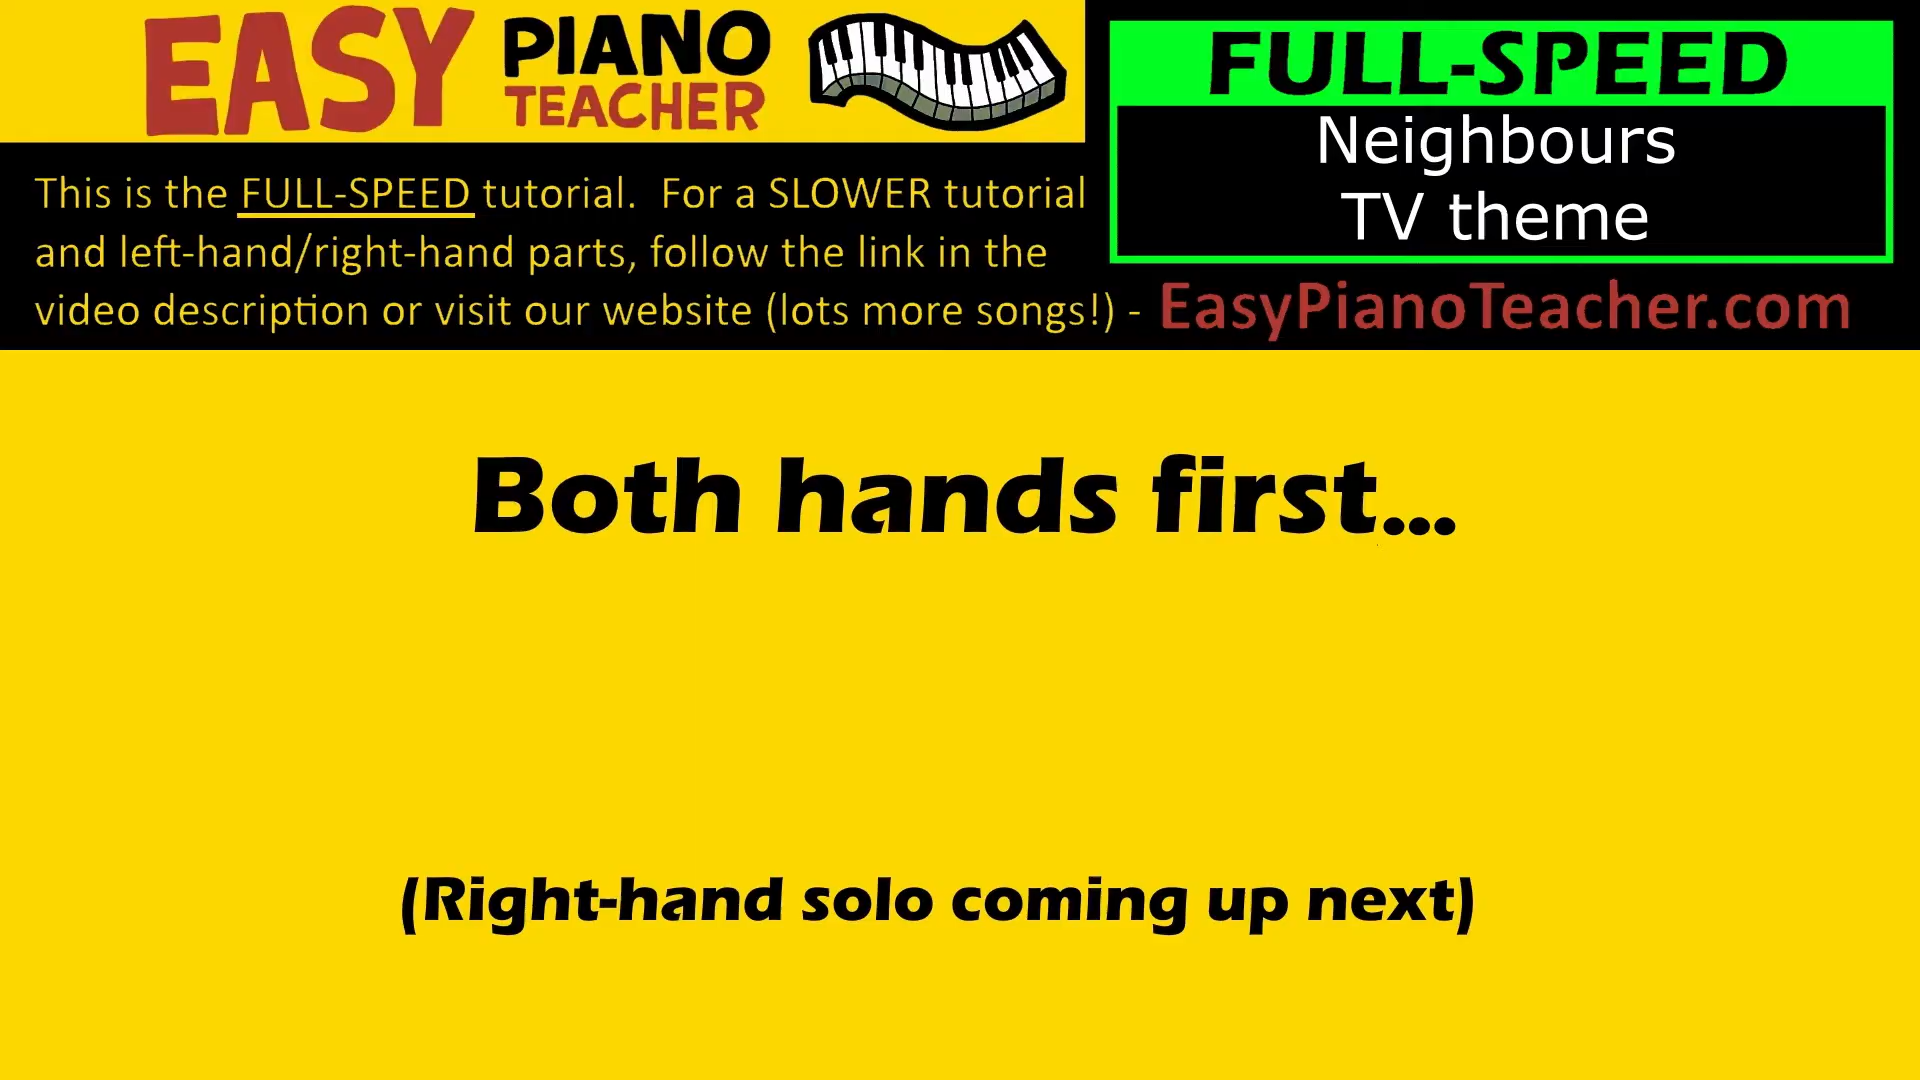 EASY PIANO TEACHER
FULL-SPEED
Neighbours
TV theme
This is the FULL-SPEED tutorial. For a SLOWER tutorial
and left-hand/right-hand parts, follow the link in the
video description or visit our website (lots more songs!) - EasyPianoTeacher.com
Both hands first...
(Right-hand solo coming up next)